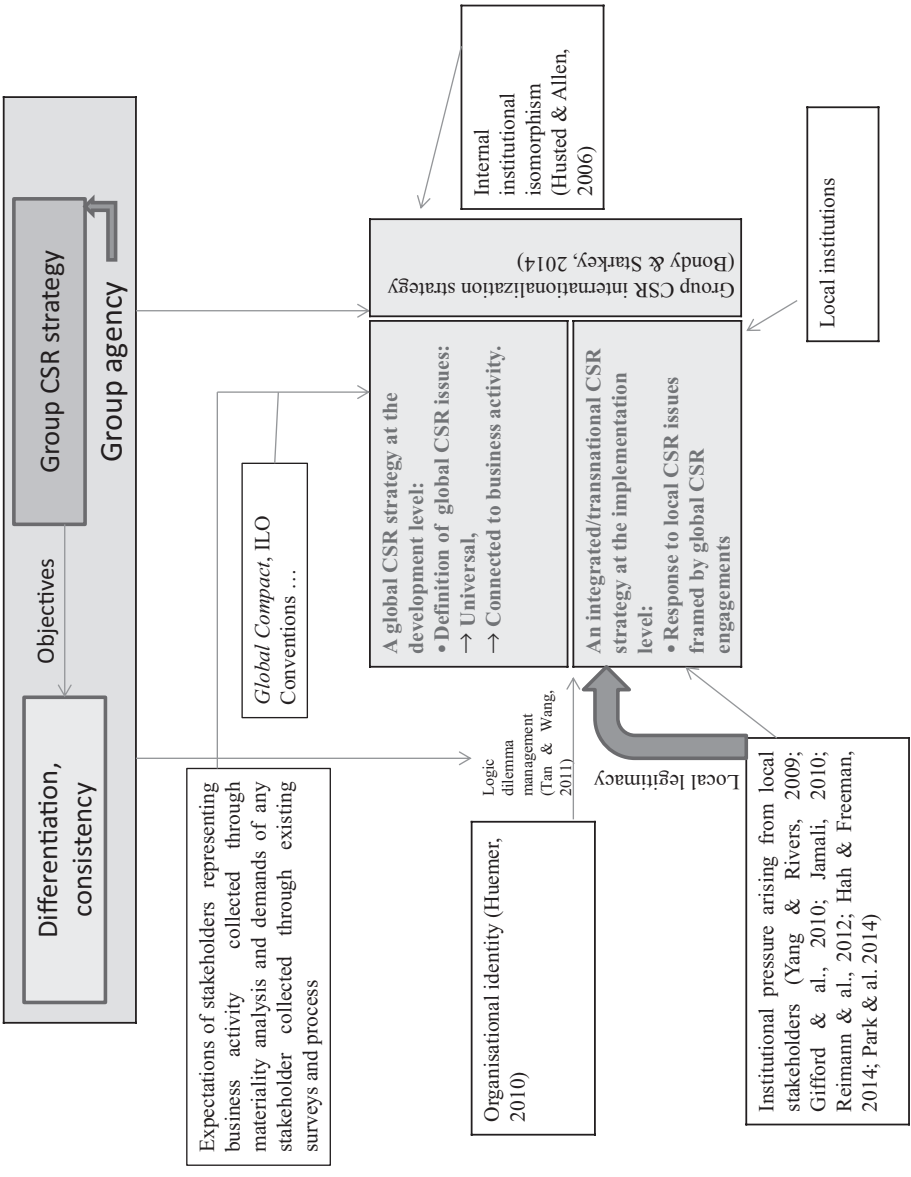 Differentiation,
consistency
Objectives
Group CSR strategy
Group agency
Expectations of stakeholders representing
business activity collected through
materiality analysis and demands of any
stakeholder collected through existing
surveys and process
Global Compact, ILO
Conventions …
Organisational identity (Huemer,
2010)
Logic
dilemma
management
(Tan & Wang,
2011)
A global CSR strategy at the
development level:
• Definition of global CSR issues:
→ Universal,
→ Connected to business activity.
An integrated/transnational CSR
strategy at the implementation
level:
• Response to local CSR issues
framed by global CSR
engagements
Group CSR internationalization strategy
(Bondy & Starkey, 2014)
Internal
institutional
isomorphism
(Husted & Allen,
2006)
Local legitimacy
Institutional pressure arising from local
stakeholders (Yang & Rivers, 2009;
Gifford & al., 2010; Jamali, 2010;
Reimann & al., 2012; Hah & Freeman,
2014; Park & al. 2014)
Local institutions